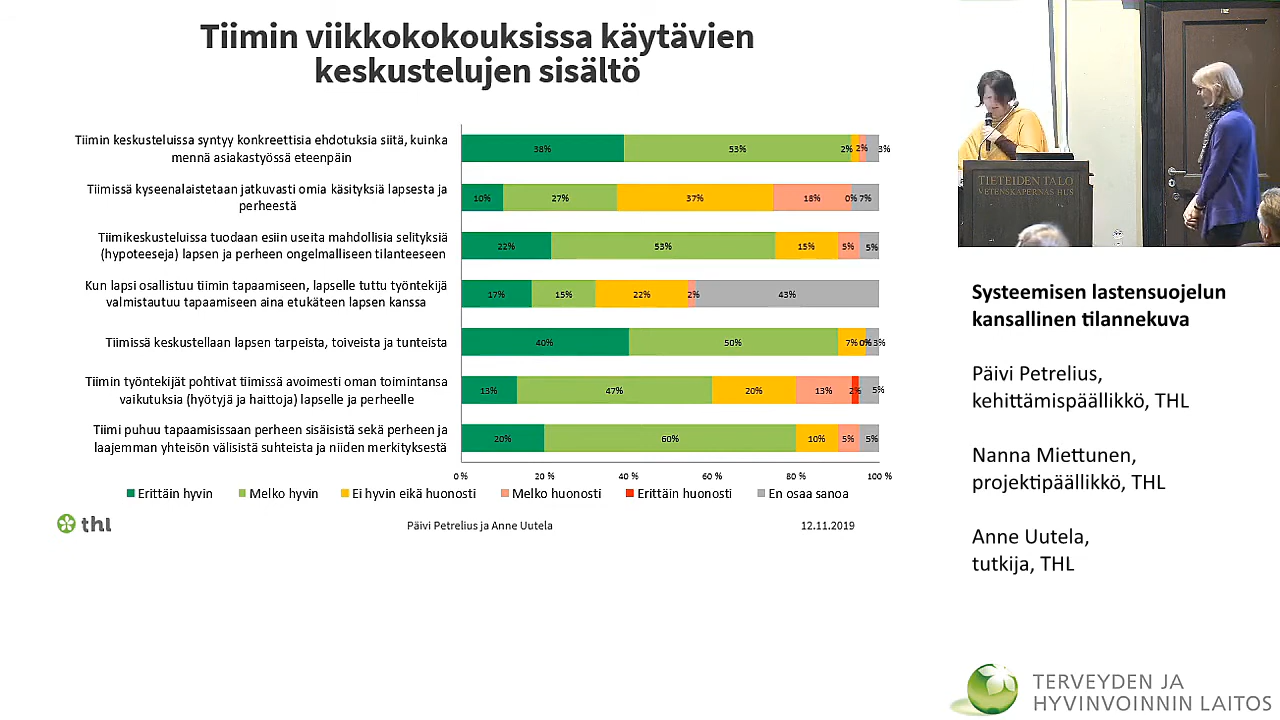 Tiimin viikkokokouksissa käytävien
keskustelujen sisältö
Tiimin keskusteluissa syntyy konkreettisia ehdotuksia siitä, kuinka
mennä asiakastyössä eteenpäin
38% 53% 2% 2% 3%
Tiimissä kyseenalaistetaan jatkuvasti omia käsityksiä lapsesta ja
perheestä
10% 27% 37% 18% 0% 7%
Tiimikeskusteluissa tuodaan esiin useita mahdollisia selityksiä
(hypoteeseja) lapsen ja perheen ongelmalliseen tilanteeseen
22% 53% 15% 5% 5%
Kun lapsi osallistuu tiimin tapaamiseen, lapselle tuttu työntekijä
valmistautuu tapaamiseen aina etukäteen lapsen kanssa
17% 15% 22% 2% 43%
Tiimissä keskustellaan lapsen tarpeista, toiveista ja tunteista
40% 50% 7% 0% 3%
Tiimin työntekijät pohtivat tiimissä avoimesti oman toimintansa
vaikutuksia (hyötyjä ja haittoja) lapselle ja perheelle
13% 47% 20% 13% 2% 5%
Tiimi puhuu tapaamisissaan perheen sisäisistä sekä perheen ja
laajemman yhteisön välisistä suhteista ja niiden merkityksestä
20% 60% 10% 5% 5%
0 % 20 % 40 % 60 % 80 % 100 %
Erittäin hyvin Melko hyvin Ei hyvin eikä huonosti Melko huonosti Erittäin huonosti En osaa sanoa
thl
Päivi Petrelius ja Anne Uutela
12.11.2019
TIETEIDEN TALO
VETENSKAPERNAS HUS
Systeemisen lastensuojelun
kansallinen tilannekuva
Päivi Petrelius,
kehittämispäällikkö, THL
Nanna Miettunen,
projektipäällikkö, THL
Anne Uutela,
tutkija, THL
TERVEYDEN JA
HYVINVOINNIN LAITOS